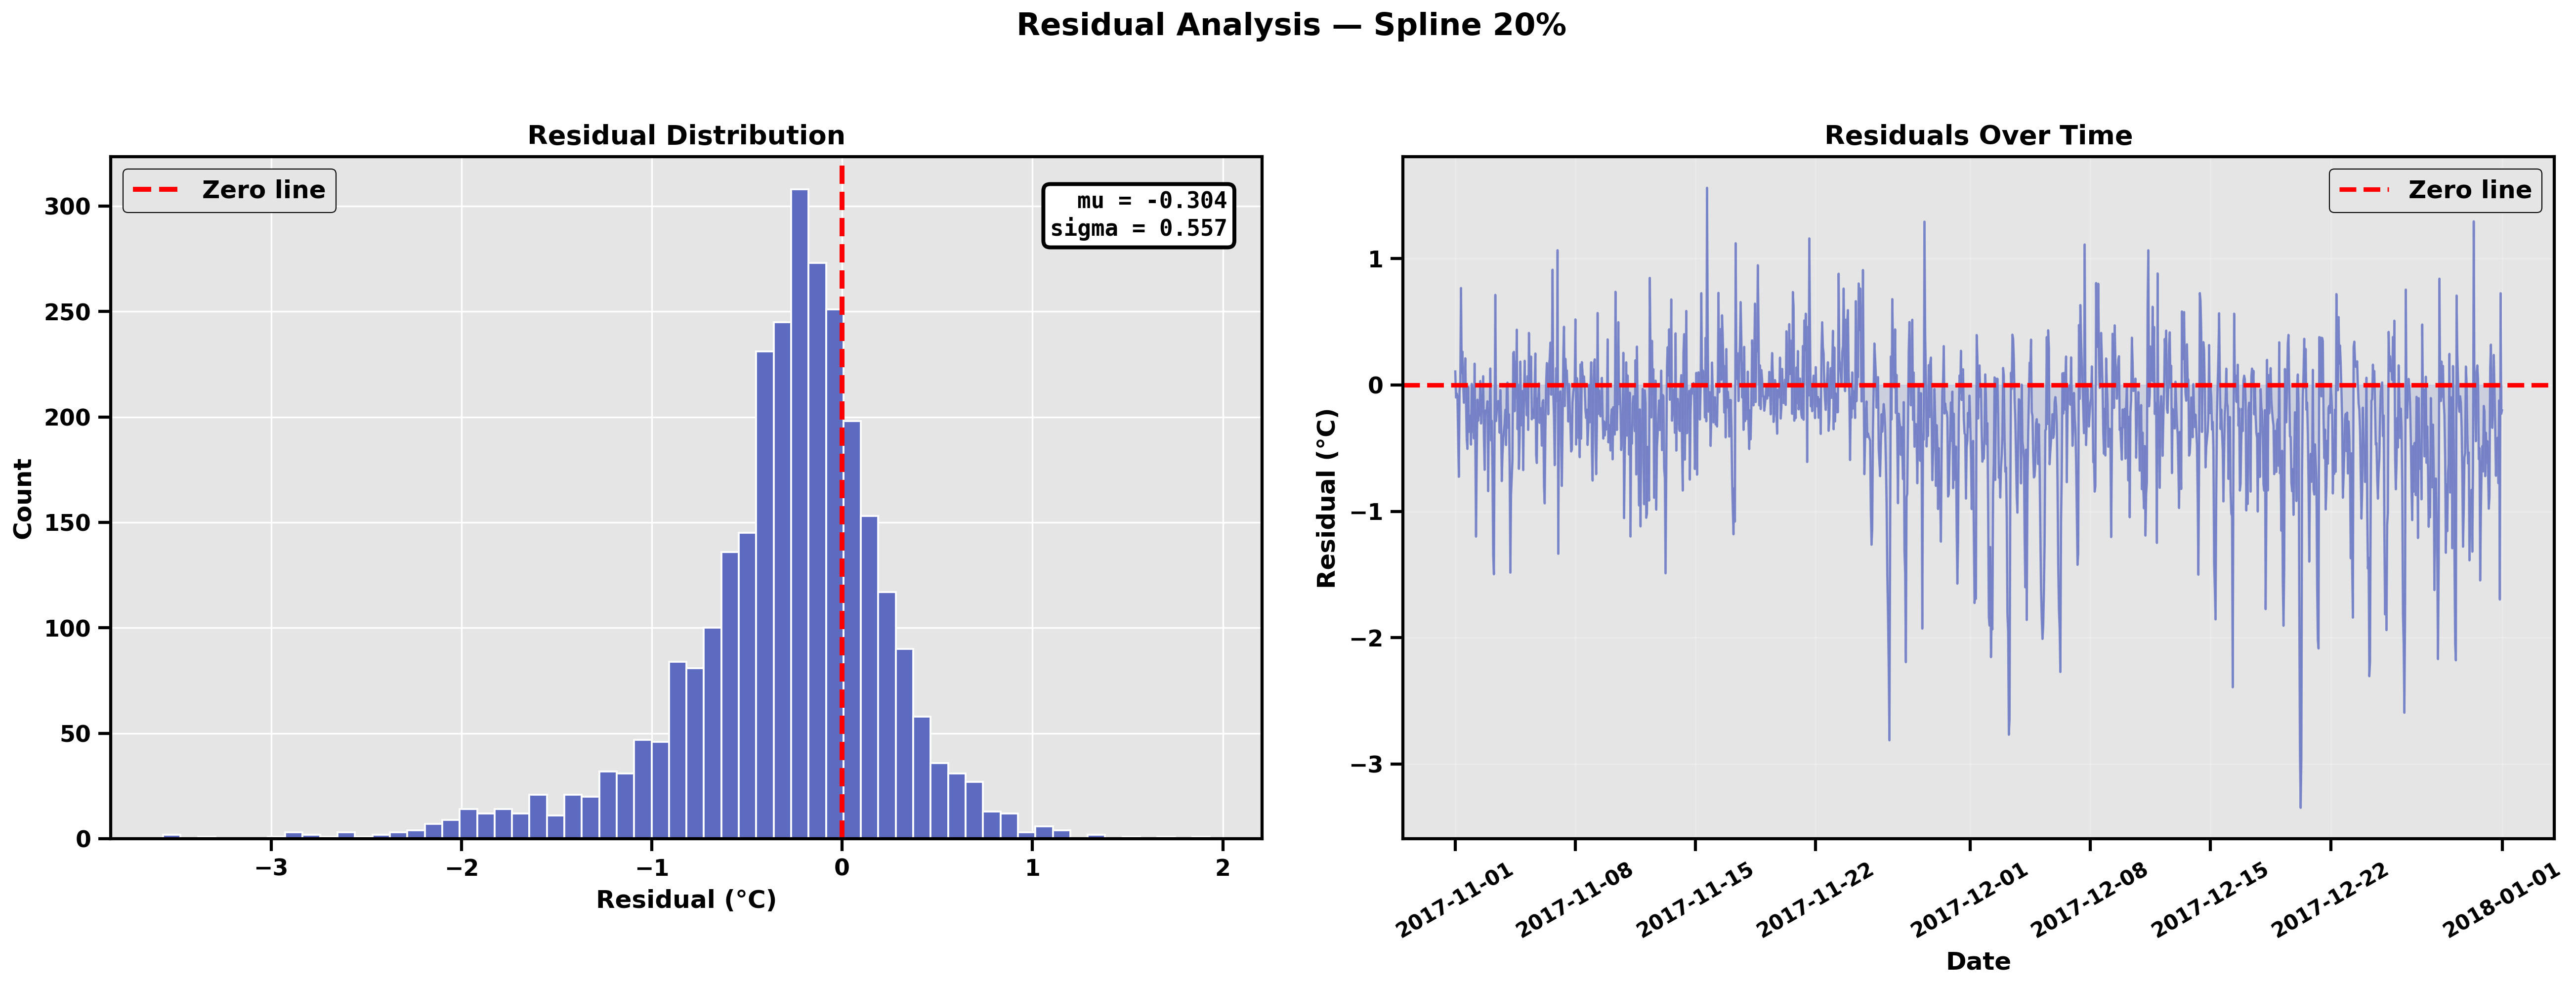 Residual Analysis — Spline 20%
Residual Distribution
Zero line
mu = -0.304
sigma = 0.557
Count
300
250
200
150
100
50
0
−3
−2
−1
0
1
2
Residual (°C)
Residuals Over Time
Zero line
Residual (°C)
1
0
−1
−2
−3
2017-11-01
2017-11-08
2017-11-15
2017-11-22
2017-12-01
2017-12-08
2017-12-15
2017-12-22
2018-01-01
Date